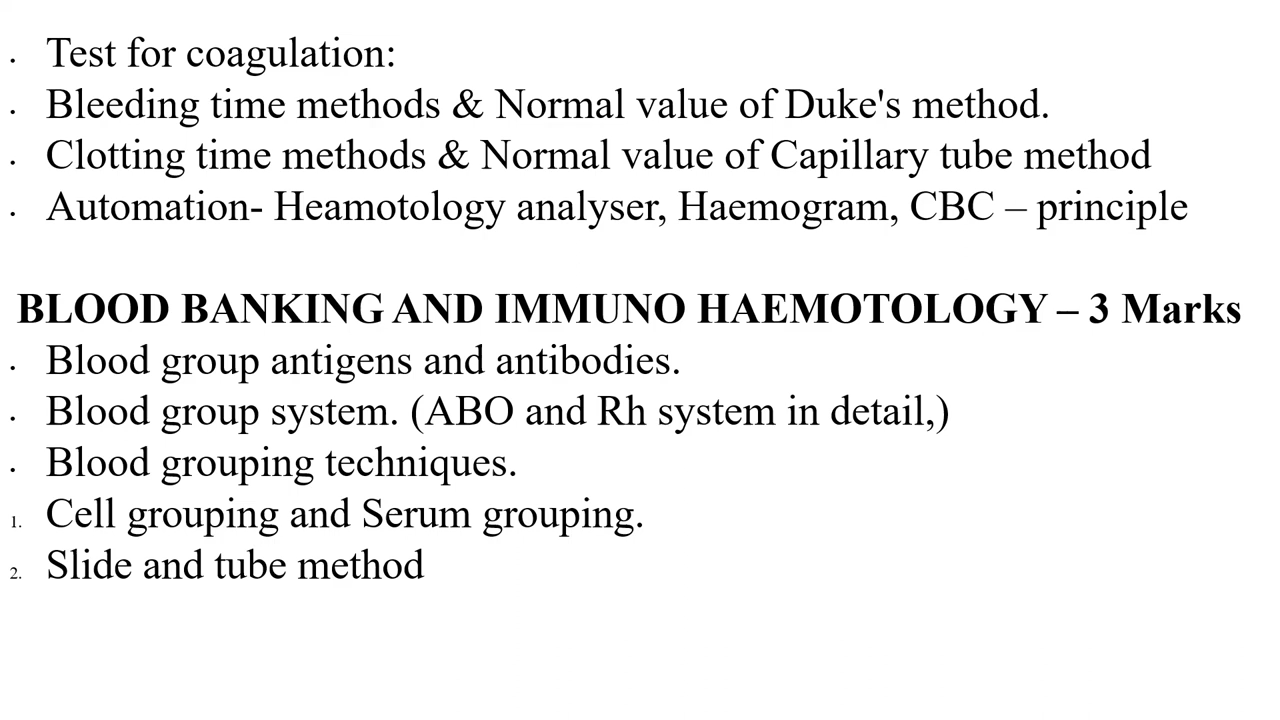 • Test for coagulation:
• Bleeding time methods & Normal value of Duke's method.
• Clotting time methods & Normal value of Capillary tube method
• Automation- Heamotology analyser, Haemogram, CBC – principle
BLOOD BANKING AND IMMUNO HAEMOTOLOGY – 3 Marks
• Blood group antigens and antibodies.
• Blood group system. (ABO and Rh system in detail,)
• Blood grouping techniques.
1. Cell grouping and Serum grouping.
2. Slide and tube method